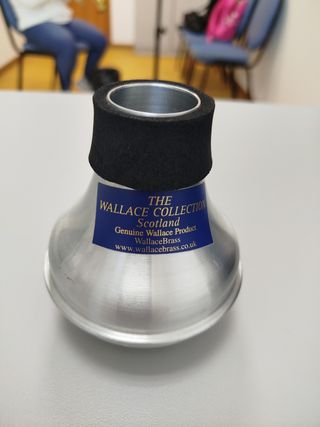 THE
WALLACE COLLECTION
Scotland
Genuine Wallace Product
WallaceBrass
www.wallacebrass.co.uk